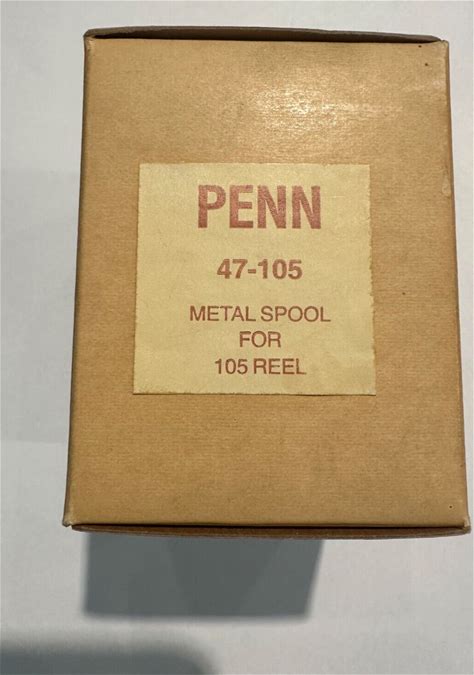 PENN
47-105
METAL SPOOL
FOR
105 REEL